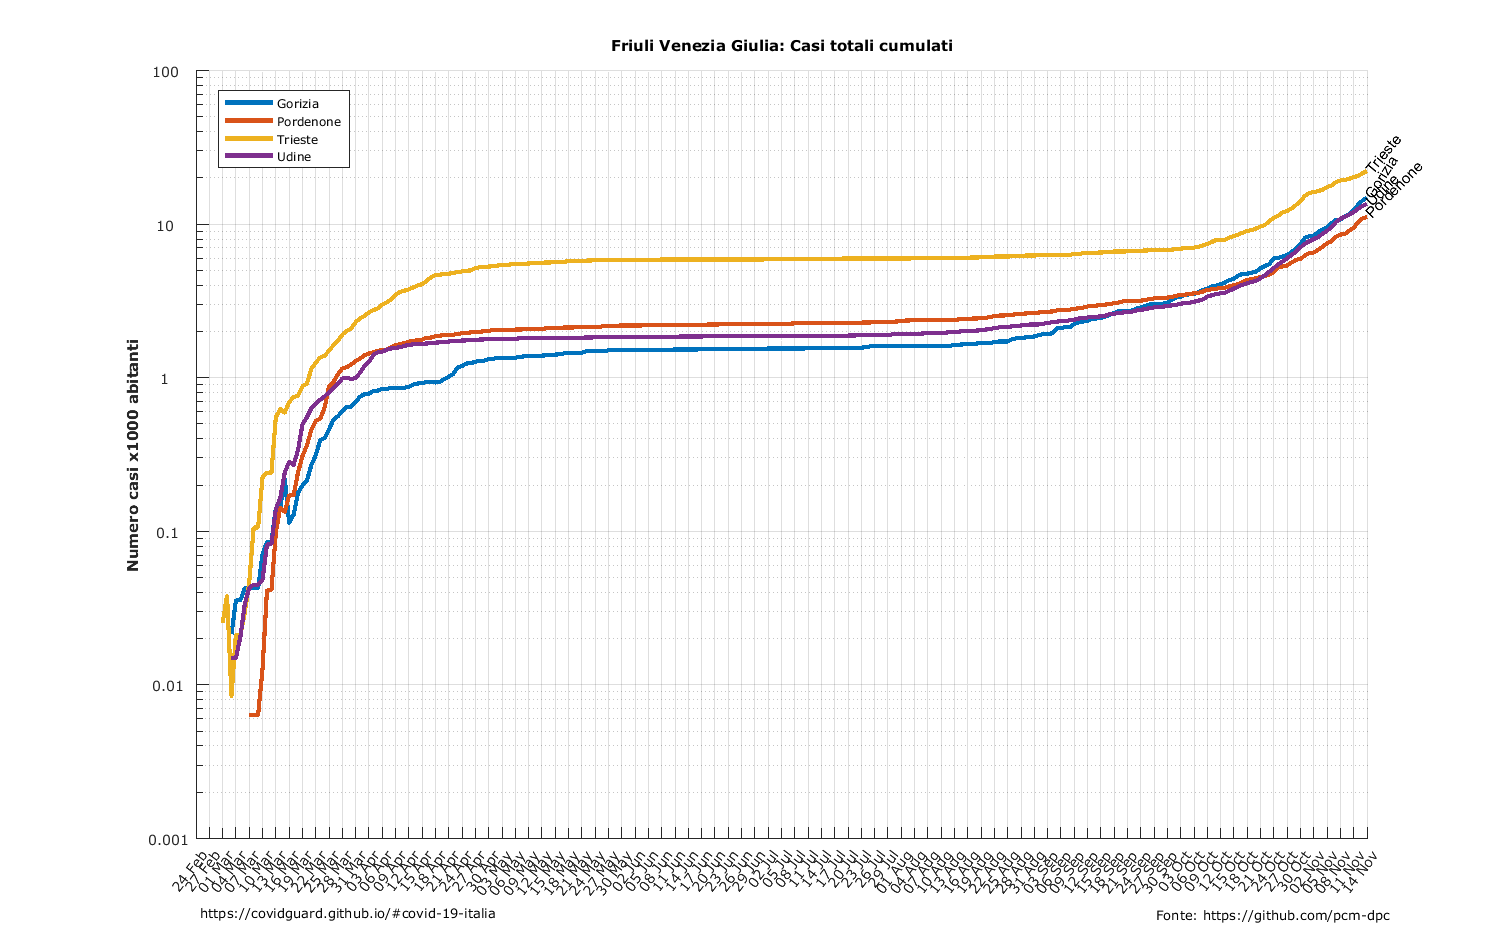 Friuli Venezia Giulia: Casi totali cumulati
100
10
1
0.1
0.01
0.001
Numero casi x1000 abitanti
Gorizia
Pordenone
Trieste
Udine
Trieste
Gorizia
Udine
Pordenone
24 Feb
27 Feb
01 Mar
04 Mar
07 Mar
10 Mar
13 Mar
16 Mar
19 Mar
22 Mar
25 Mar
28 Mar
31 Mar
03 Apr
06 Apr
09 Apr
12 Apr
15 Apr
18 Apr
21 Apr
24 Apr
27 Apr
30 Apr
03 May
06 May
09 May
12 May
15 May
18 May
21 May
24 May
27 May
30 May
02 Jun
05 Jun
08 Jun
11 Jun
14 Jun
17 Jun
20 Jun
23 Jun
26 Jun
29 Jun
02 Jul
05 Jul
08 Jul
11 Jul
14 Jul
17 Jul
20 Jul
23 Jul
26 Jul
29 Jul
01 Aug
04 Aug
07 Aug
10 Aug
13 Aug
16 Aug
19 Aug
22 Aug
25 Aug
28 Aug
31 Aug
03 Sep
06 Sep
09 Sep
12 Sep
15 Sep
18 Sep
21 Sep
24 Sep
27 Sep
30 Sep
03 Oct
06 Oct
09 Oct
12 Oct
15 Oct
18 Oct
21 Oct
24 Oct
27 Oct
30 Oct
02 Nov
05 Nov
08 Nov
11 Nov
14 Nov
https://covidguard.github.io/#covid-19-italia
Fonte: https://github.com/pcm-dpc